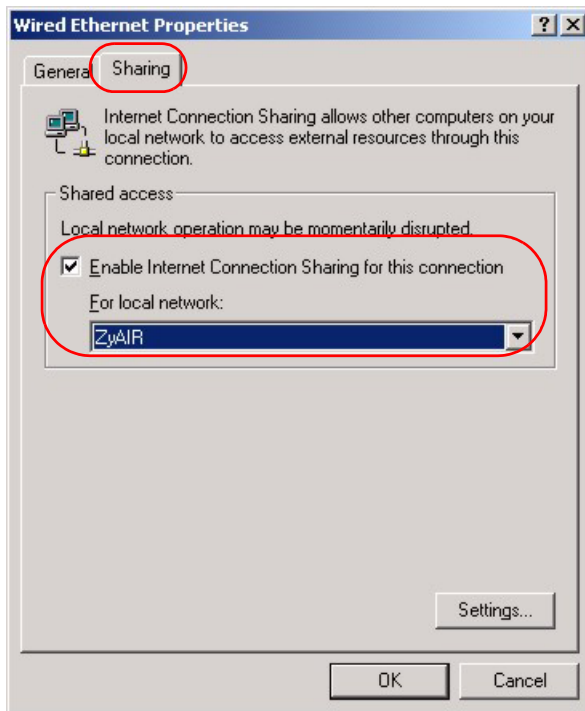 Wired Ethernet Properties
General
Sharing
Internet Connection Sharing allows other computers on your
local network to access external resources through this
connection.
Shared access
Local network operation may be momentarily disrupted.
Enable Internet Connection Sharing for this connection
For local network:
ZyAIR
Settings...
OK
Cancel